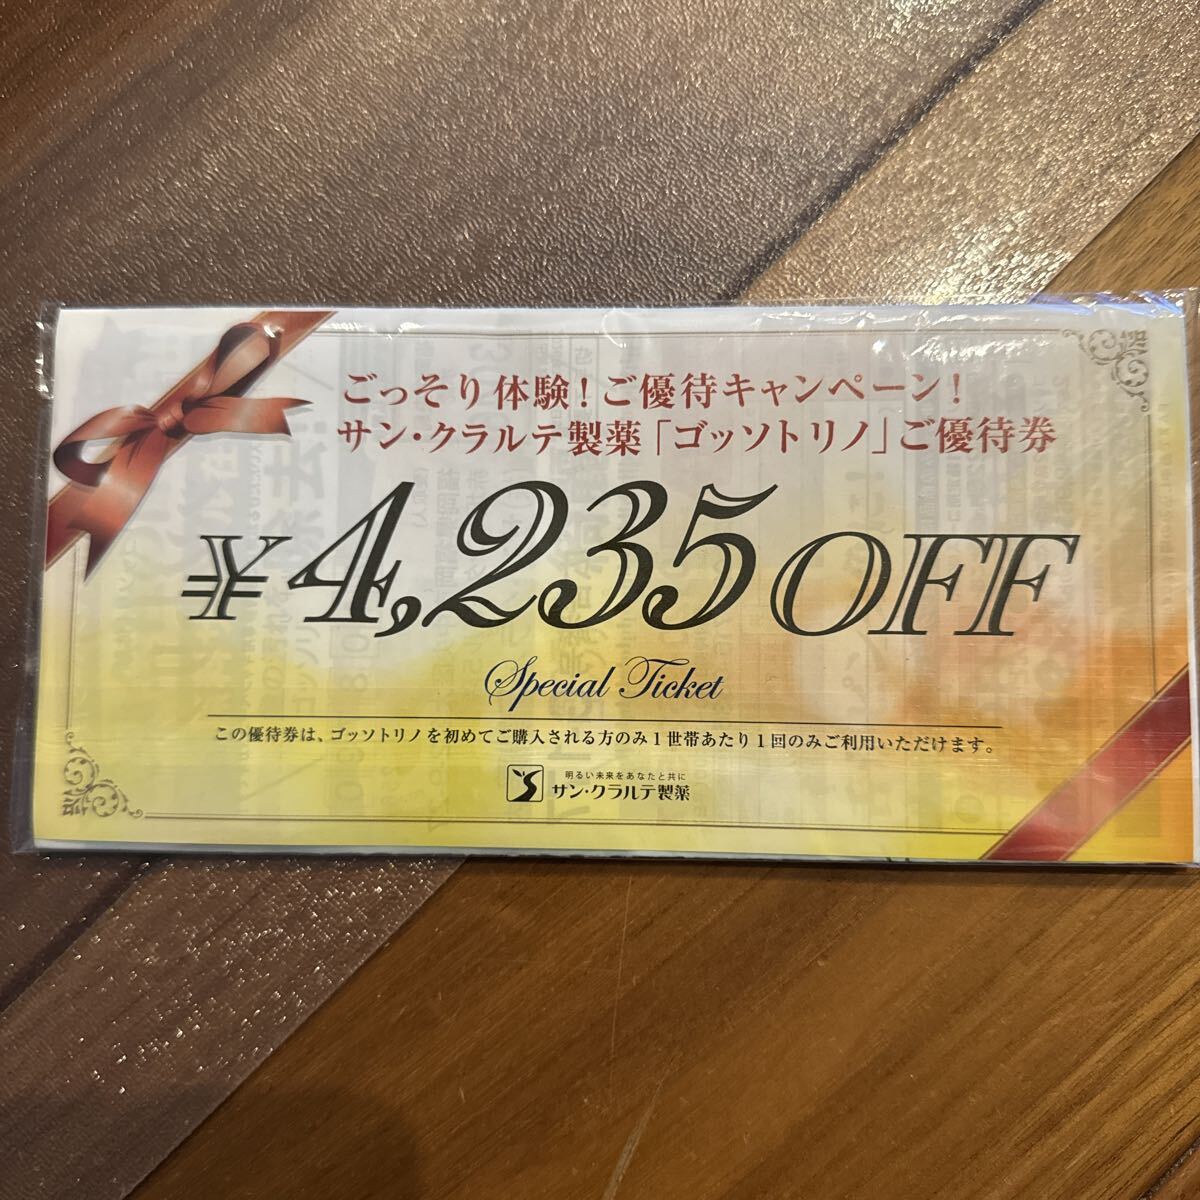 ごっそり体験！ご優待キャンペーン！
サン・クラルテ製薬「ゴッソトリノ」ご優待券
¥4,235 OFF
Special Ticket
この優待券は、ゴッソトリノを初めてご購入される方のみ1世帯あたり1回のみご利用いただけます。
明るい未来をあなたと共に
サン・クラルテ製薬